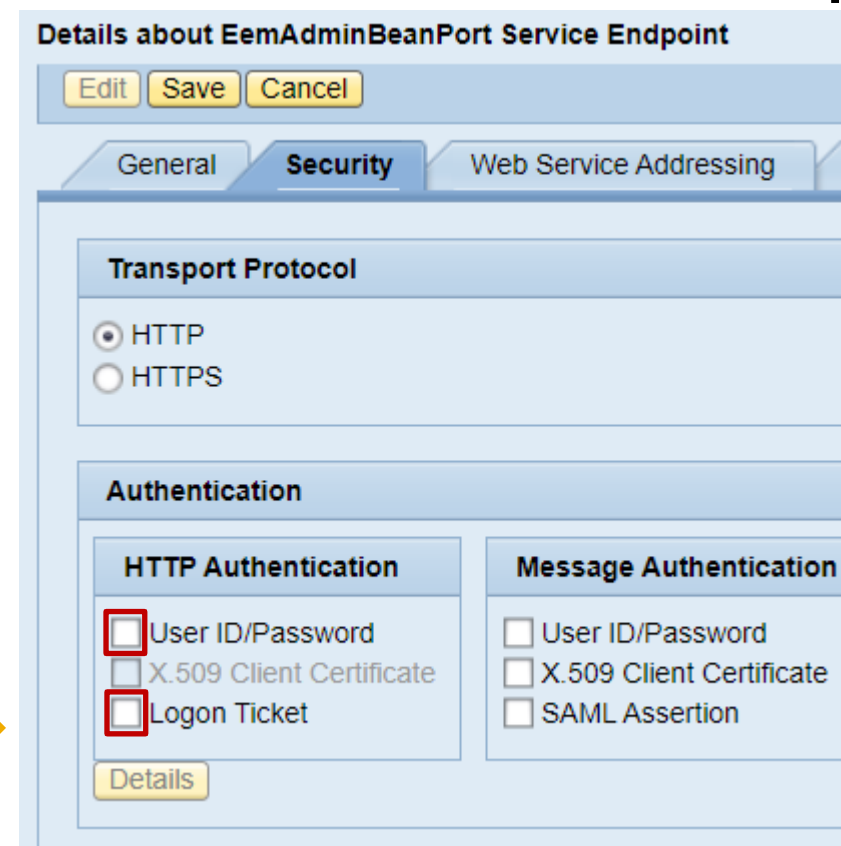 Details about EemAdminBeanPort Service Endpoint
Edit Save Cancel
General Security Web Service Addressing
Transport Protocol
HTTP
HTTPS
Authentication
HTTP Authentication Message Authentication
User ID/Password User ID/Password
X.509 Client Certificate X.509 Client Certificate
Logon Ticket SAML Assertion
Details